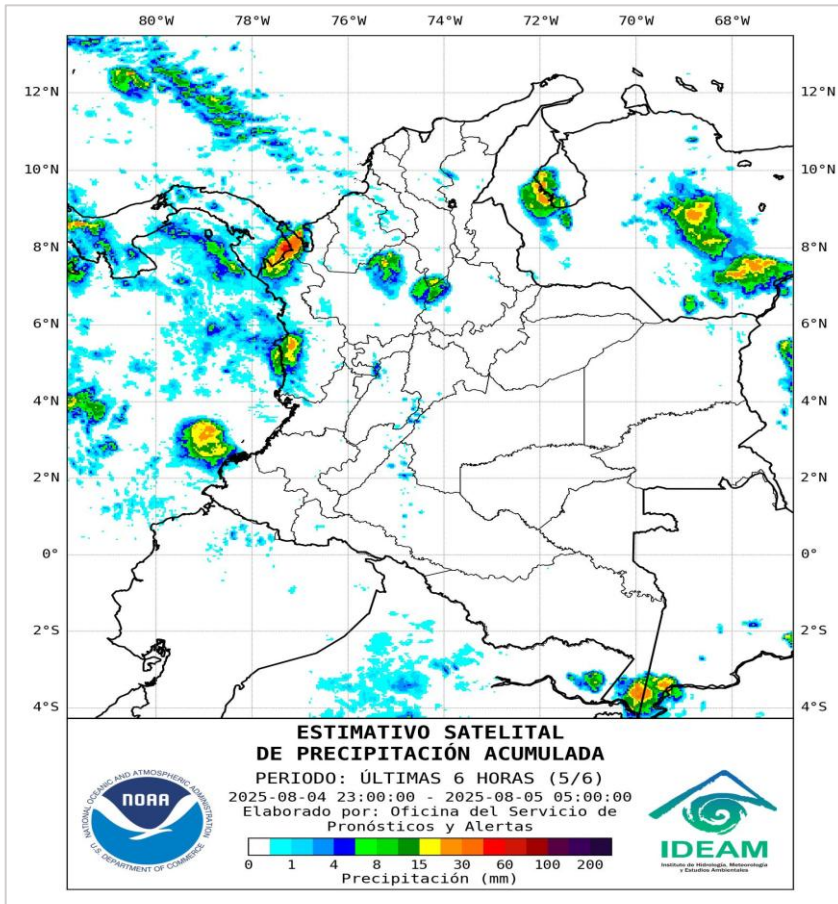 80°W 78°W 76°W 74°W 72°W 70°W 68°W
12°N 12°N
10°N 10°N
8°N 8°N
6°N 6°N
4°N 4°N
2°N 2°N
0° 0°
2°S 2°S
4°S 4°S
ESTIMATIVO SATELITAL
DE PRECIPITACIÓN ACUMULADA
PERIODO: ÚLTIMAS 6 HORAS (5/6)
2025-08-04 23:00:00 - 2025-08-05 05:00:00
Elaborado por: Oficina del Servicio de
Pronósticos y Alertas
0 1 4 8 15 30 60 100 200
Precipitación (mm)
NATIONAL OCEANIC AND ATMOSPHERIC ADMINISTRATION
NOAA
U.S. DEPARTMENT OF COMMERCE
IDEAM
Instituto de Hidrología, Meteorología
y Estudios Ambientales